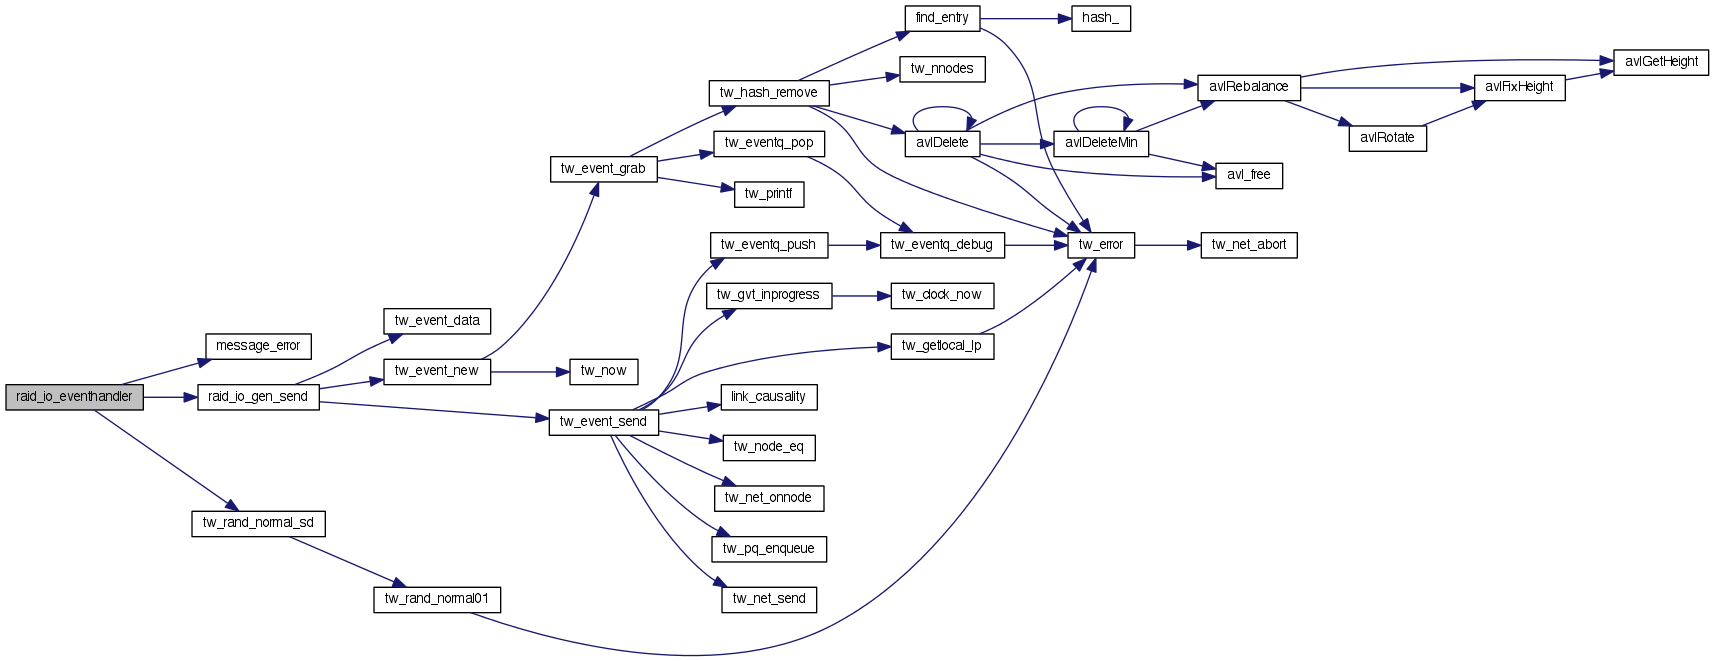 find_entry
hash_
tw_nnodes
avlGetHeight
tw_hash_remove
avlRebalance
avlFixHeight
avlRotate
avlDelete
avlDeleteMin
tw_eventq_pop
tw_event_grab
avl_free
tw_printf
tw_eventq_push
tw_eventq_debug
tw_error
tw_net_abort
tw_gvt_inprogress
tw_clock_now
tw_event_data
message_error
tw_getlocal_lp
tw_event_new
tw_now
raid_io_eventhandler
raid_io_gen_send
link_causality
tw_event_send
tw_node_eq
tw_net_onnode
tw_rand_normal_sd
tw_pq_enqueue
tw_rand_normal01
tw_net_send